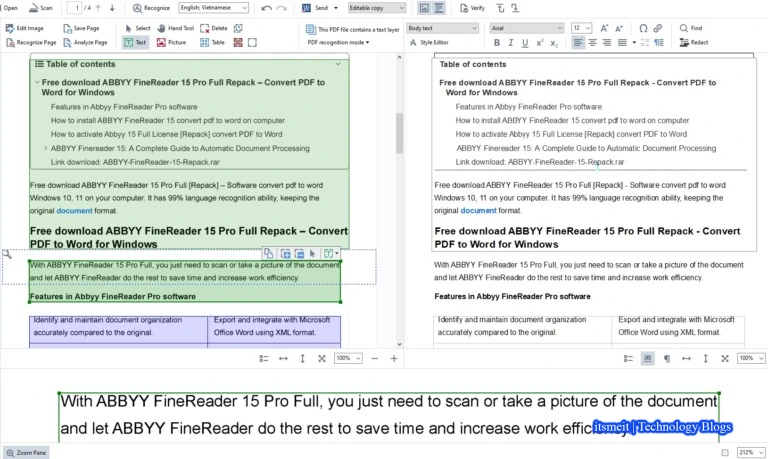 Open
Scan
1 / 4
Recognize
English; Vietnamese
Send
Editable copy
Verify
Edit Image
Save Page
Select
Hand Tool
Recognize Page
Analyze Page
Text
Picture
Table
This PDF file contains a text layer
PDF recognition mode
Body text
Arial
12
Style Editor
B I U x² x₂
Find
Redact
Table of contents
Free download ABBYY FineReader 15 Pro Full Repack – Convert PDF to
Word for Windows
Features in Abbyy FineReader Pro software
How to install ABBYY FineReader 15 convert pdf to word on computer
How to activate Abbyy 15 Full License [Repack] convert PDF to Word
ABBYY Finereader 15: A Complete Guide to Automatic Document Processing
Link download: ABBYY-FineReader-15-Repack.rar
Free download ABBYY FineReader 15 Pro Full [Repack] – Software convert pdf to word
Windows 10, 11 on your computer. It has 99% language recognition ability, keeping the
original document format.
Free download ABBYY FineReader 15 Pro Full Repack – Convert
PDF to Word for Windows
With ABBYY FineReader 15 Pro Full, you just need to scan or take a picture of the document
and let ABBYY FineReader do the rest to save time and increase work efficiency.
Features in Abbyy FineReader Pro software
Identify and maintain document organization
accurately compared to the original.
Export and integrate with Microsoft
Office Word using XML format.
100%
Table of contents
Free download ABBYY FineReader 15 Pro Full Repack - Convert PDF to
Word for Windows
Features in Abbyy FineReader Pro software
How to install ABBYY FineReader 15 convert pdf to word on computer
How to activate Abbyy 15 Full License [Repack] convert PDF to Word
ABBYY Finereader 15: A Complete Guide to Automatic Document Processing
Link download: ABBYY-FineReader-15-Repack.rar
Free download ABBYY FineReader 15 Pro Full [Repack] - Software convert pdf to word
Windows 10, 11 on your computer. It has 99% language recognition ability, keeping the
original document format.
Free download ABBYY FineReader 15 Pro Full Repack - Convert
PDF to Word for Windows
With ABBYY FineReader 15 Pro Full, you just need to scan or take a picture of the document
and let ABBYY FineReader do the rest to save time and increase work efficiency.
Features in Abbyy FineReader Pro software
Identify and maintain document organization
accurately compared to the original.
Export and integrate with Microsoft
Office Word using XML format.
100%
With ABBYY FineReader 15 Pro Full, you just need to scan or take a picture of the document
and let ABBYY FineReader do the rest to save time and increase work efficiency.
itsmeit | Technology Blogs
Zoom Pane
212%